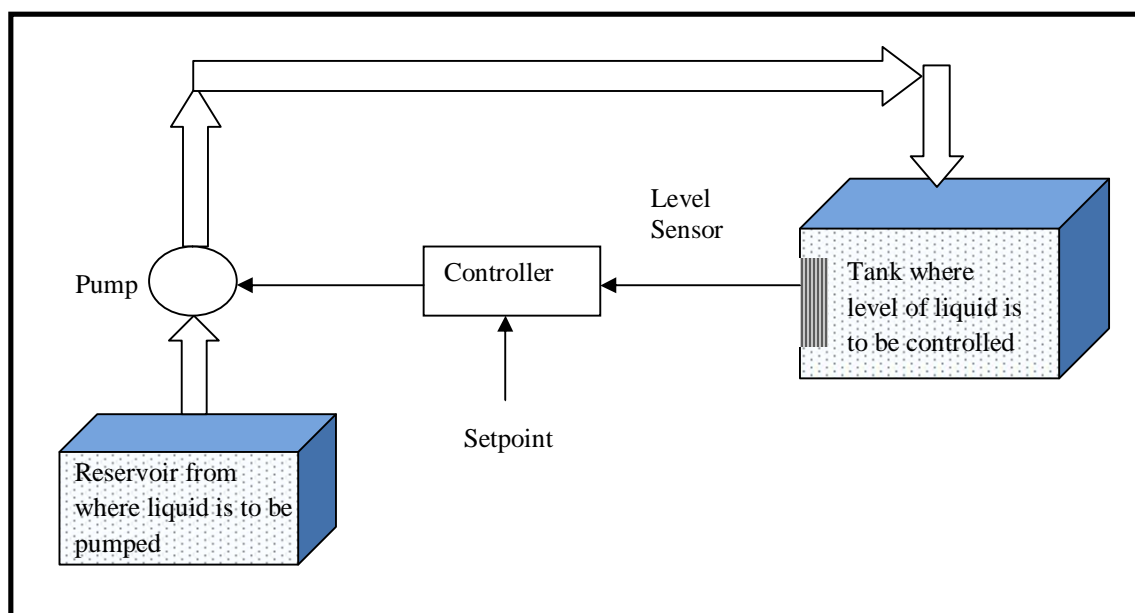 Level
Sensor
Pump
Controller
Tank where
level of liquid is
to be controlled
Setpoint
Reservoir from
where liquid is to be
pumped